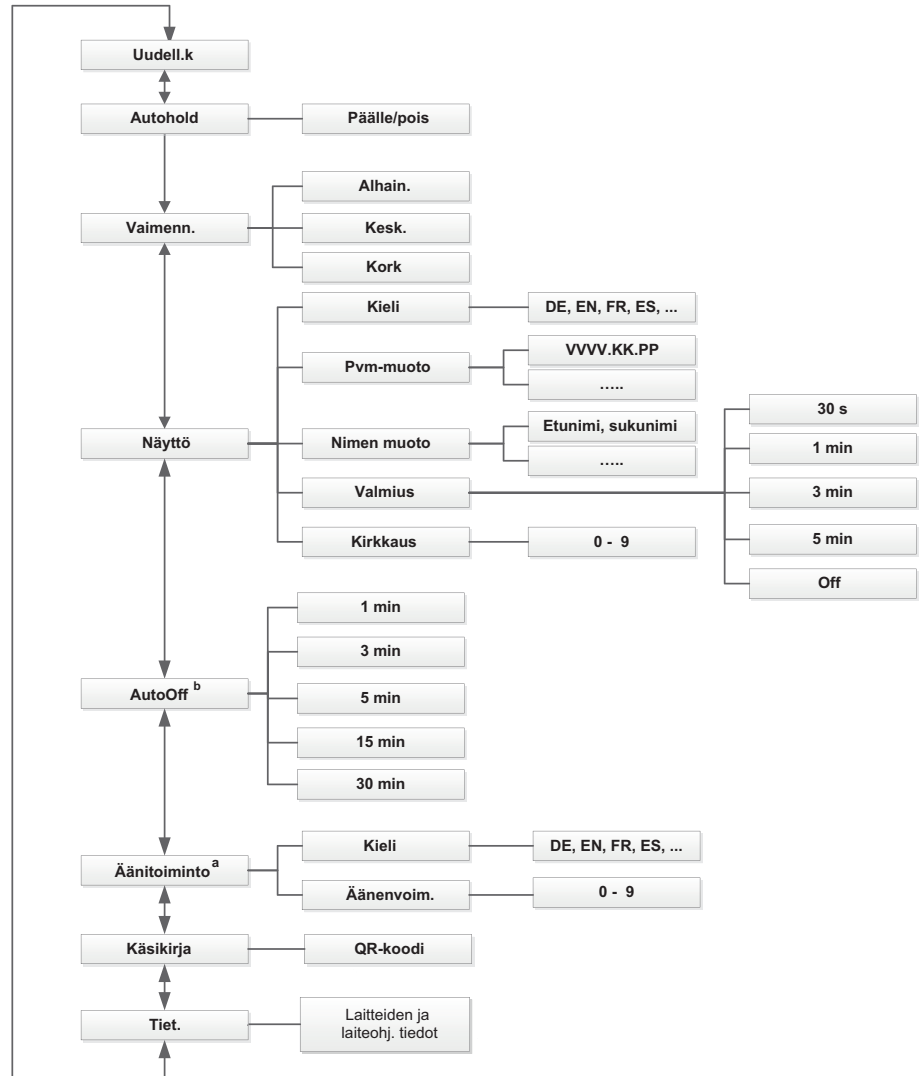 Uudell.k
Autohold
Päälle/pois
Vaimenn.
Alhain.
Kesk.
Kork
Näyttö
Kieli
DE, EN, FR, ES, ...
Pvm-muoto
VVVV.KK.PP
.....
Nimen muoto
Etunimi, sukunimi
.....
Valmius
30 s
1 min
3 min
5 min
Off
Kirkkaus
0 - 9
AutoOff b
1 min
3 min
5 min
15 min
30 min
Äänitoiminto a
Kieli
DE, EN, FR, ES, ...
Äänenvoim.
0 - 9
Käsikirja
QR-koodi
Tiet.
Laitteiden ja
laiteohj. tiedot